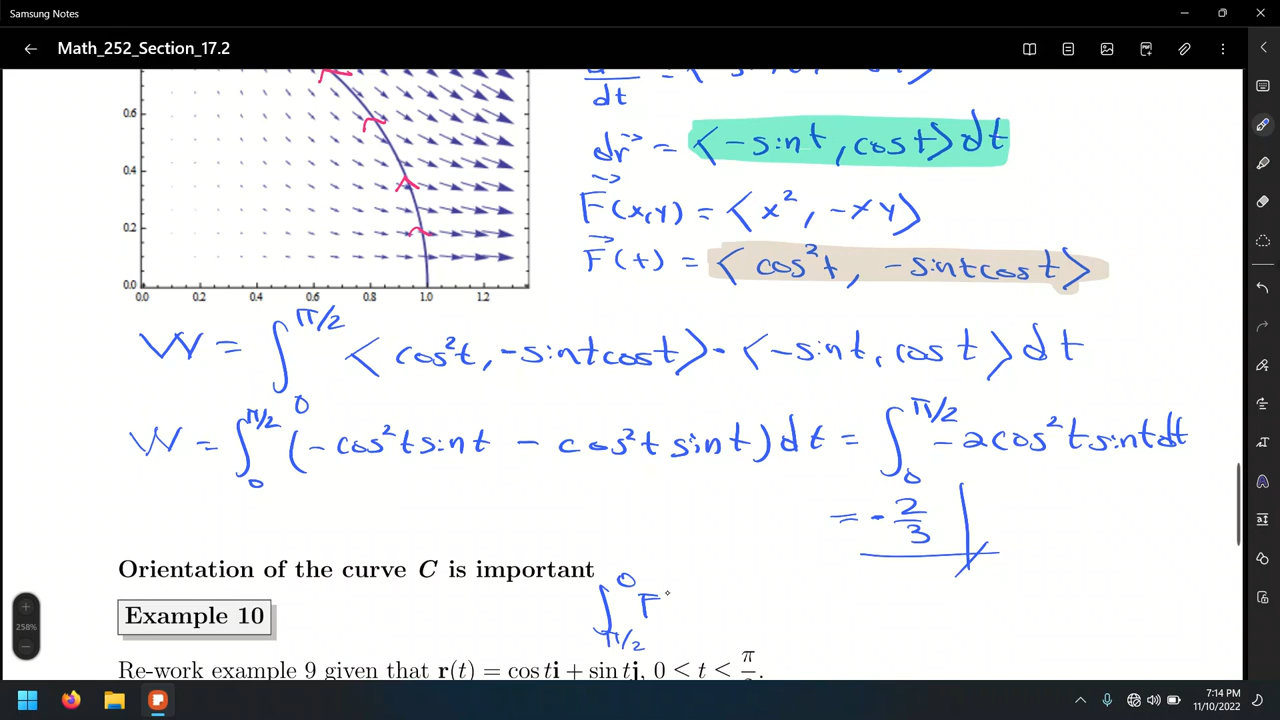 Samsung Notes
Math_252_Section_17.2
dt
dr⃗ = ⟨-sint, cost⟩dt
F⃗(x,y) = ⟨x², -xy⟩
F⃗(t) = ⟨cos²t, -sintcost⟩
0.6
0.4
0.2
0.0
0.0 0.2 0.4 0.6 0.8 1.0 1.2
W = ∫₀^π/2 ⟨cos²t, -sintcost⟩·⟨-sint, cost⟩dt
W = ∫₀^π/2 (-cos²tsint - cos²tsint)dt = ∫₀^π/2 -2cos²tsintdt
= -2/3
Orientation of the curve C is important
∫_π/2^0 F
Example 10
258%
Re-work example 9 given that r(t) = cos ti + sin tj, 0 < t < π
7:14 PM
11/10/2022